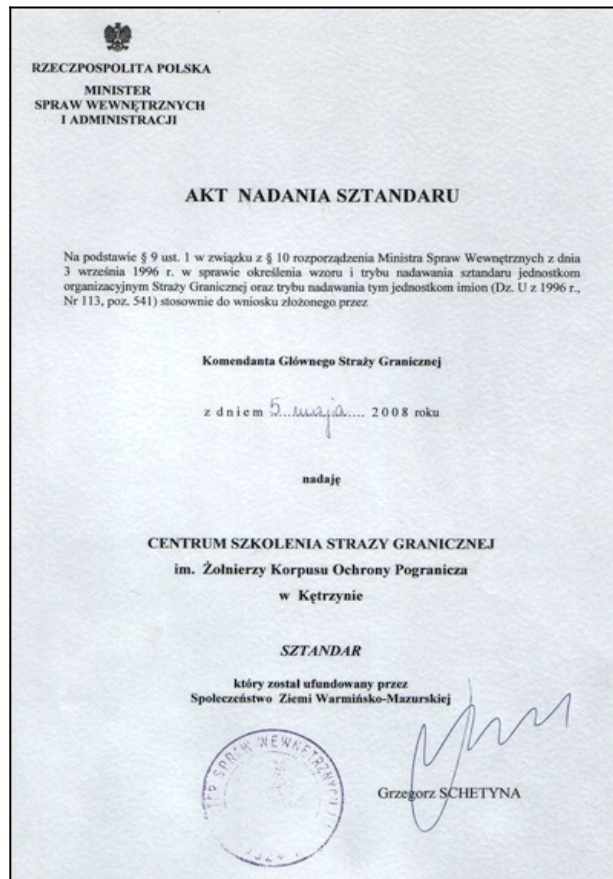 RZECZPOSPOLITA POLSKA
MINISTER
SPRAW WEWNĘTRZNYCH
I ADMINISTRACJI
AKT NADANIA SZTANDARU
Na podstawie § 9 ust. 1 w związku z § 10 rozporządzenia Ministra Spraw Wewnętrznych z dnia
3 września 1996 r. w sprawie określenia wzoru i trybu nadawania sztandaru jednostkom
organizacyjnym Straży Granicznej oraz trybu nadawania tym jednostkom imion (Dz. U z 1996 r.,
Nr 113, poz. 541) stosownie do wniosku złożonego przez
Komendanta Głównego Straży Granicznej
z dniem 5 maja 2008 roku
nadaję
CENTRUM SZKOLENIA STRAZY GRANICZNEJ
im. Żołnierzy Korpusu Ochrony Pogranicza
w Kętrzynie
SZTANDAR
który został ufundowany przez
Społeczeństwo Ziemi Warmińsko-Mazurskiej
SPRAW WEWNĘTRZNYCH I
Grzegorz SCHETYNA